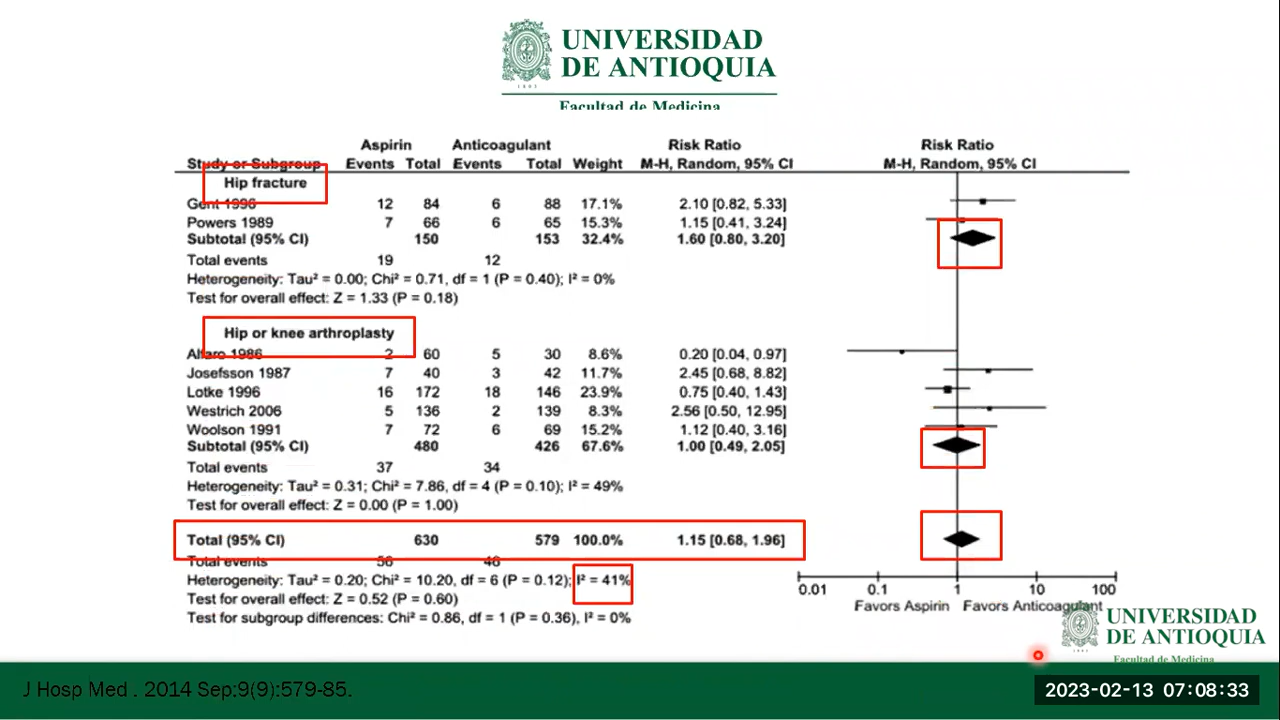 UNIVERSIDAD
DE ANTIOQUIA
1803
Facultad de Medicina
Aspirin Anticoagulant Risk Ratio Risk Ratio
Study or Subgroup Events Total Events Total Weight M-H, Random, 95% CI M-H, Random, 95% CI
Hip fracture
Gent 1996 12 84 6 88 17.1% 2.10 [0.82, 5.33]
Powers 1989 7 66 6 65 15.3% 1.15 [0.41, 3.24]
Subtotal (95% CI) 150 153 32.4% 1.60 [0.80, 3.20]
Total events 19 12
Heterogeneity: Tau² = 0.00; Chi² = 0.71, df = 1 (P = 0.40); I² = 0%
Test for overall effect: Z = 1.33 (P = 0.18)
Hip or knee arthroplasty
Alfaro 1986 2 60 5 30 8.6% 0.20 [0.04, 0.97]
Josefsson 1987 7 40 3 42 11.7% 2.45 [0.68, 8.82]
Lotke 1996 16 172 18 146 23.9% 0.75 [0.40, 1.43]
Westrich 2006 5 136 2 139 8.3% 2.56 [0.50, 12.95]
Woolson 1991 7 72 6 69 15.2% 1.12 [0.40, 3.16]
Subtotal (95% CI) 480 426 67.6% 1.00 [0.49, 2.05]
Total events 37 34
Heterogeneity: Tau² = 0.31; Chi² = 7.86, df = 4 (P = 0.10); I² = 49%
Test for overall effect: Z = 0.00 (P = 1.00)
Total (95% CI) 630 579 100.0% 1.15 [0.68, 1.96]
Total events 56 46
Heterogeneity: Tau² = 0.20; Chi² = 10.20, df = 6 (P = 0.12); I² = 41%
Test for overall effect: Z = 0.52 (P = 0.60)
Test for subgroup differences: Chi² = 0.86, df = 1 (P = 0.36), I² = 0%
0.01 0.1 1 10 100
Favors Aspirin Favors Anticoagulant
UNIVERSIDAD
DE ANTIOQUIA
Facultad de Medicina
J Hosp Med . 2014 Sep;9(9):579-85.
2023-02-13 07:08:33